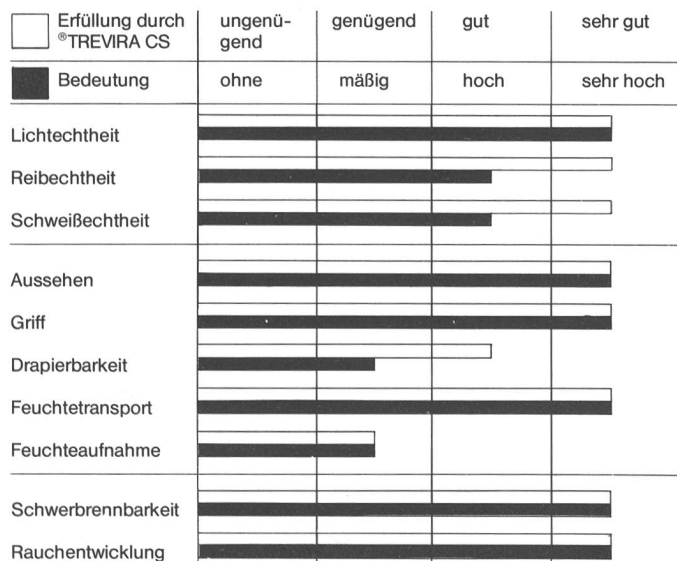 Erfüllung durch
®TREVIRA CS
ungenü-
gend
genügend
gut
sehr gut
Bedeutung
ohne
mäßig
hoch
sehr hoch
Lichtechtheit
Reibechtheit
Schweißechtheit
Aussehen
Griff
Drapierbarkeit
Feuchtetransport
Feuchteaufnahme
Schwerbrennbarkeit
Rauchentwicklung